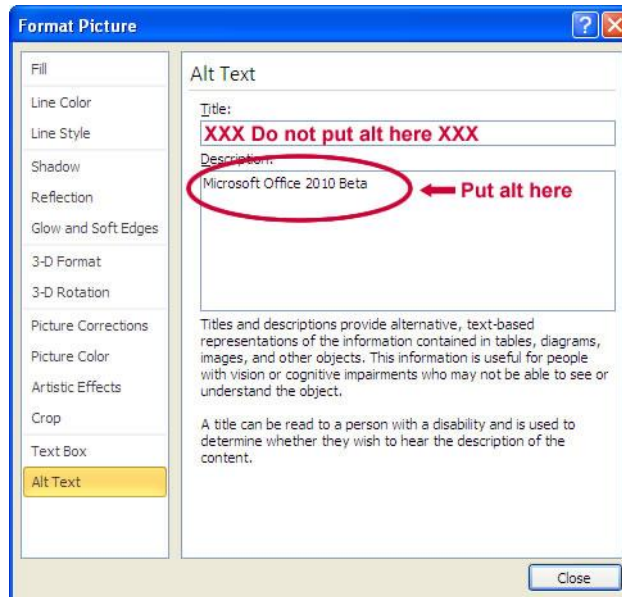 Format Picture
Fill
Line Color
Line Style
Shadow
Reflection
Glow and Soft Edges
3-D Format
3-D Rotation
Picture Corrections
Picture Color
Artistic Effects
Crop
Text Box
Alt Text
Alt Text
Title:
XXX Do not put alt here XXX
Description:
Microsoft Office 2010 Beta
Put alt here
Titles and descriptions provide alternative, text-based
representations of the information contained in tables, diagrams,
images, and other objects. This information is useful for people
with vision or cognitive impairments who may not be able to see or
understand the object.
A title can be read to a person with a disability and is used to
determine whether they wish to hear the description of the
content.
Close